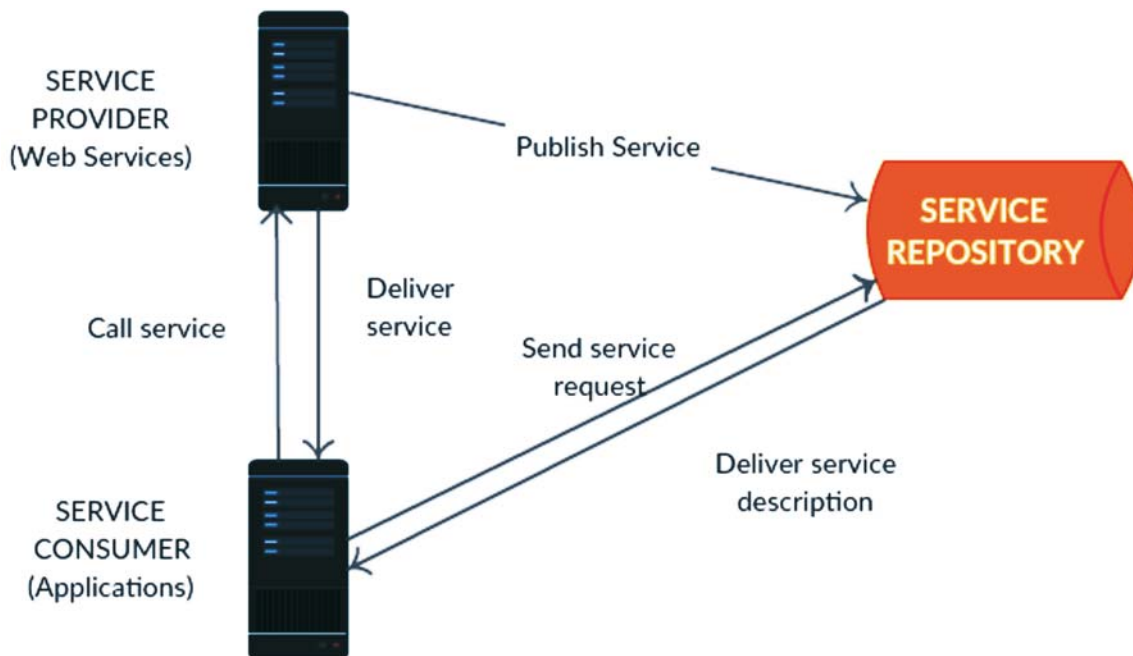 SERVICE
PROVIDER
(Web Services)
Publish Service
SERVICE
REPOSITORY
Call service
Deliver
service
Send service
request
Deliver service
description
SERVICE
CONSUMER
(Applications)